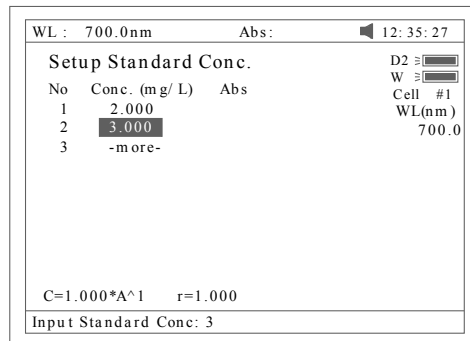 WL: 700.0nm Abs: 12:35:27
Setup Standard Conc.
D2
W
No Conc. (mg/L) Abs
Cell #1
1 2.000
WL(nm)
2 3.000
700.0
3 -more-
C=1.000*A^1 r=1.000
Input Standard Conc: 3